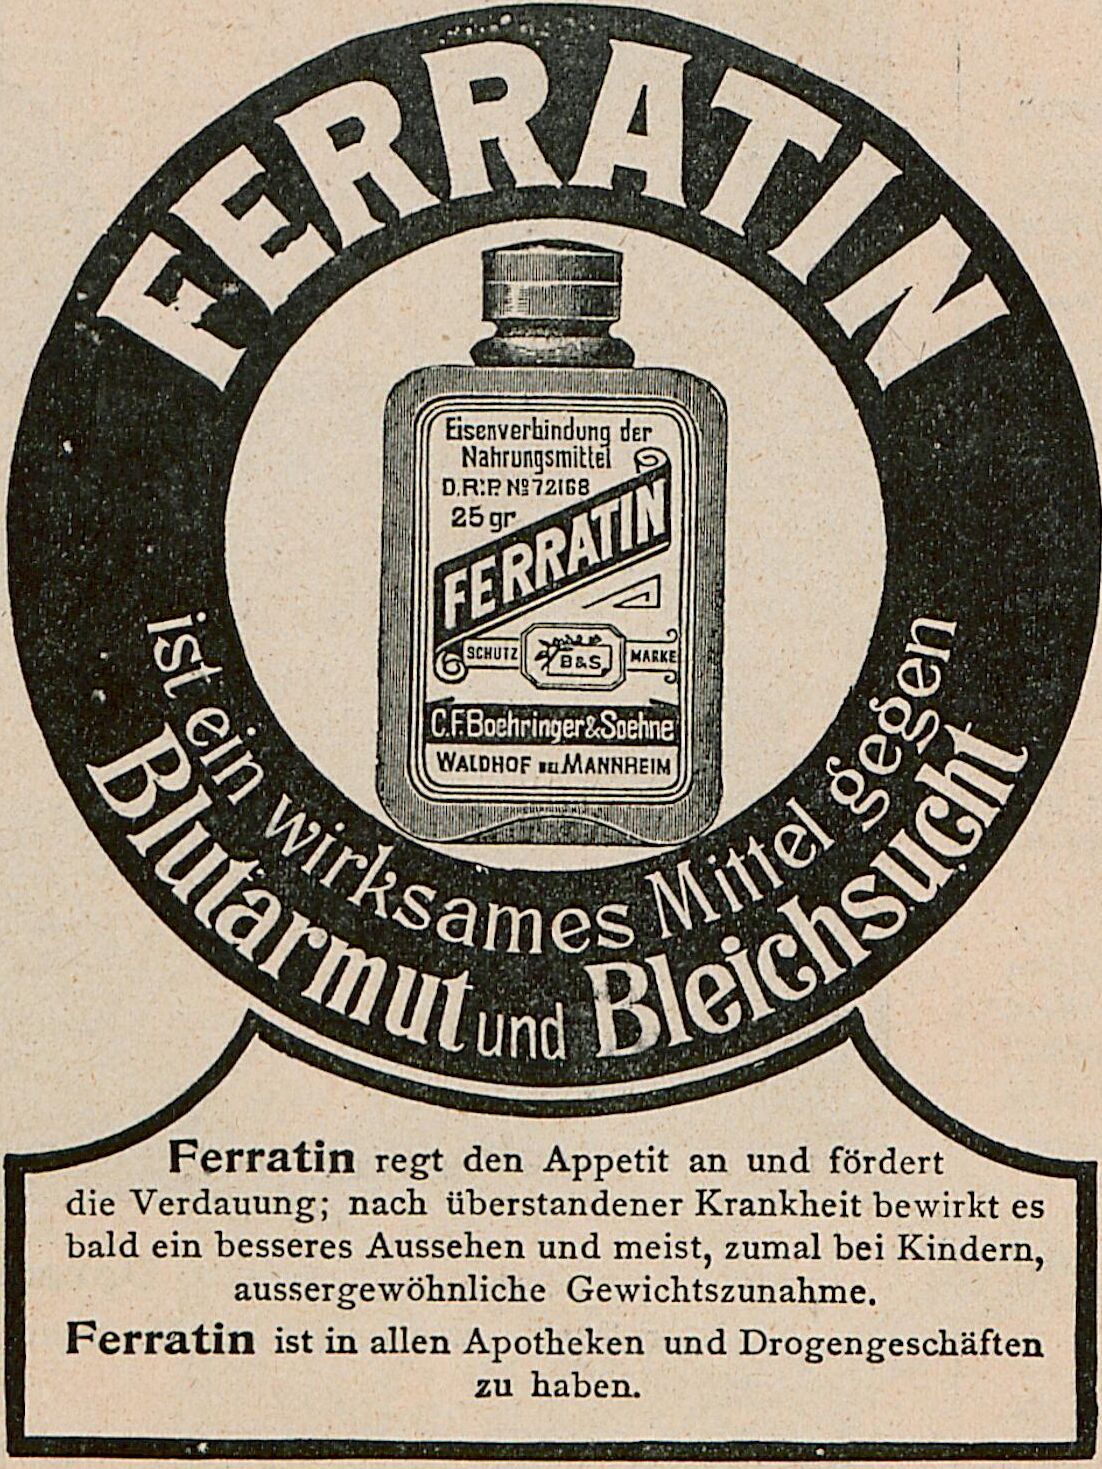 FERRATIN
Eisenverbindung der
Nahrungsmittel
D.R.P. Nº 72168
25 gr
FERRATIN
SCHUTZ B & S. MARKE
C.F.Boehringer & Soehne
WALDHOF BEI MANNHEIM
ist ein wirksames Mittel gegen
Blutarmut und Bleichsucht
Ferratin regt den Appetit an und fördert
die Verdauung; nach überstandener Krankheit bewirkt es
bald ein besseres Aussehen und meist, zumal bei Kindern,
aussergewöhnliche Gewichtszunahme.
Ferratin ist in allen Apotheken und Drogengeschäften
zu haben.